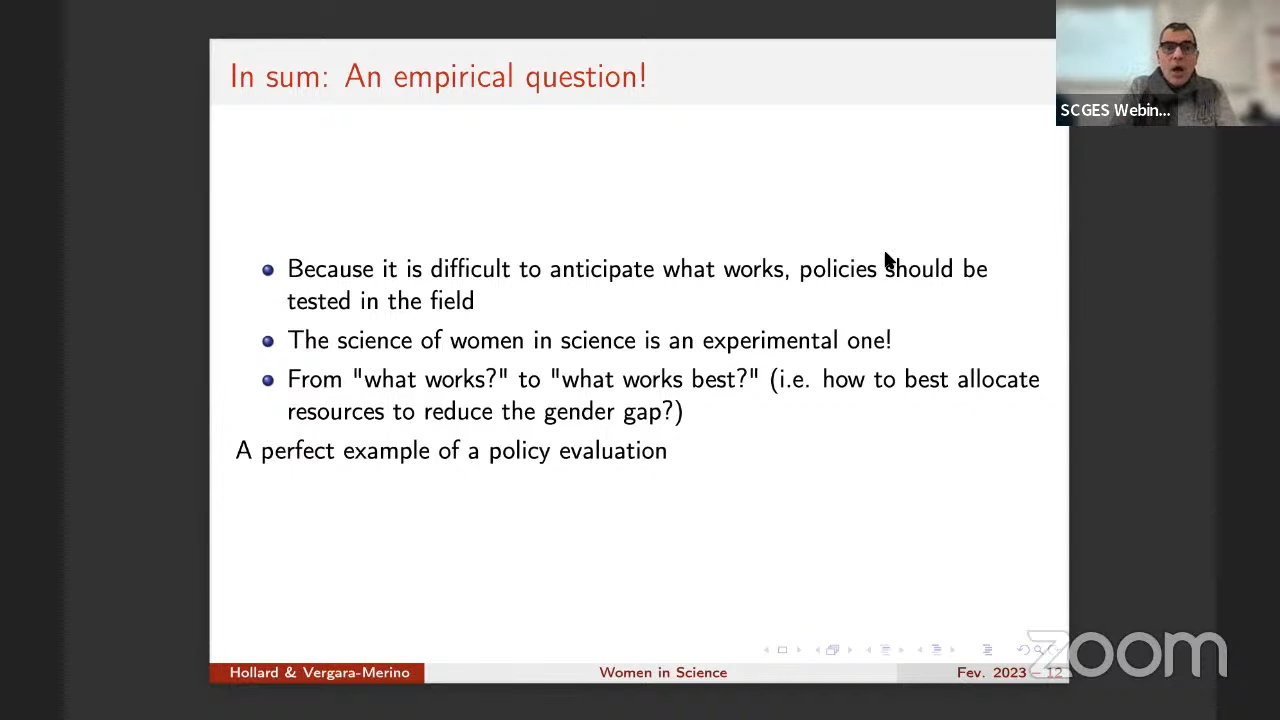 In sum: An empirical question!
SCGES Webin...
Because it is difficult to anticipate what works, policies should be
tested in the field
The science of women in science is an experimental one!
From "what works?" to "what works best?" (i.e. how to best allocate
resources to reduce the gender gap?)
A perfect example of a policy evaluation
zoom
Hollard & Vergara-Merino
Women in Science
Fev. 2023 12